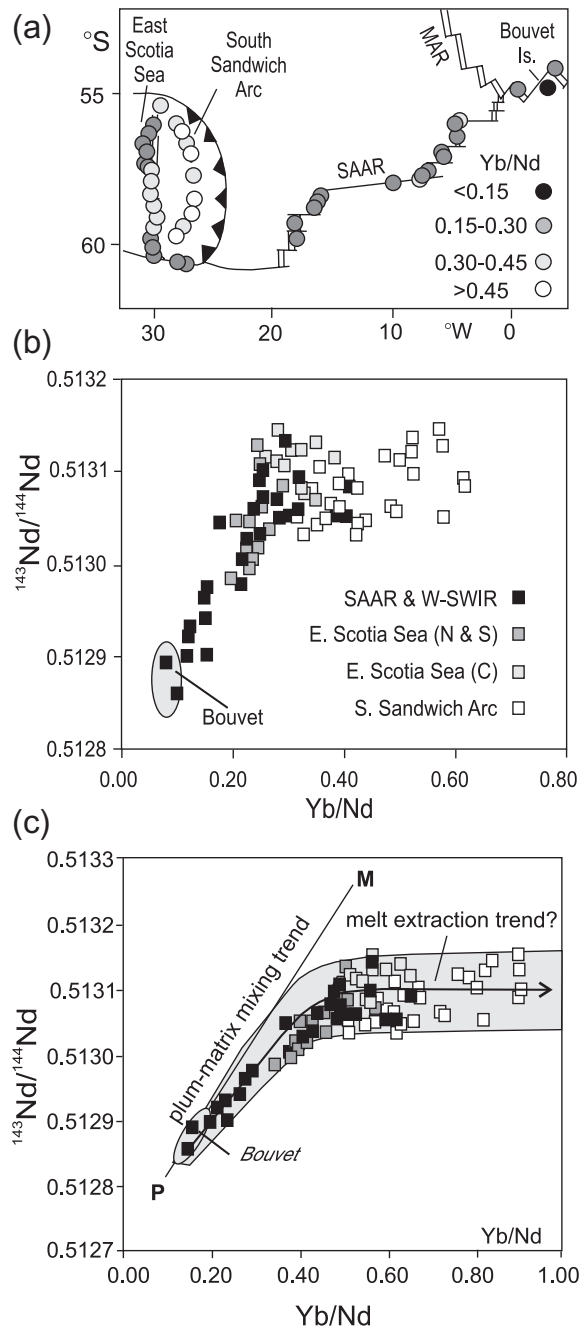 (a)
°S
East
Scotia
Sea
South
Sandwich
Arc
MAR
Bouvet
Is.
55
SAAR
Yb/Nd
<0.15
0.15-0.30
60
0.30-0.45
>0.45
30
20
10
°W
0
(b)
0.5132
0.5131
0.5130
0.5129
0.5128
¹⁴³Nd/¹⁴⁴Nd
SAAR & W-SWIR
E. Scotia Sea (N & S)
E. Scotia Sea (C)
S. Sandwich Arc
Bouvet
0.00
0.20
0.40
0.60
0.80
Yb/Nd
(c)
0.5133
0.5132
0.5131
0.5130
0.5129
0.5128
0.5127
¹⁴³Nd/¹⁴⁴Nd
M
melt extraction trend?
plum-matrix mixing trend
Bouvet
P
Yb/Nd
0.00
0.20
0.40
0.60
0.80
1.00
Yb/Nd